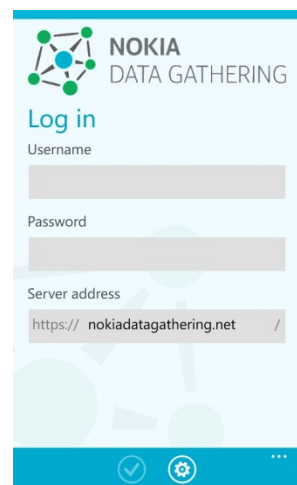 NOKIA
DATA GATHERING
Log in
Username
Password
Server address
https:// nokiadatagathering.net /